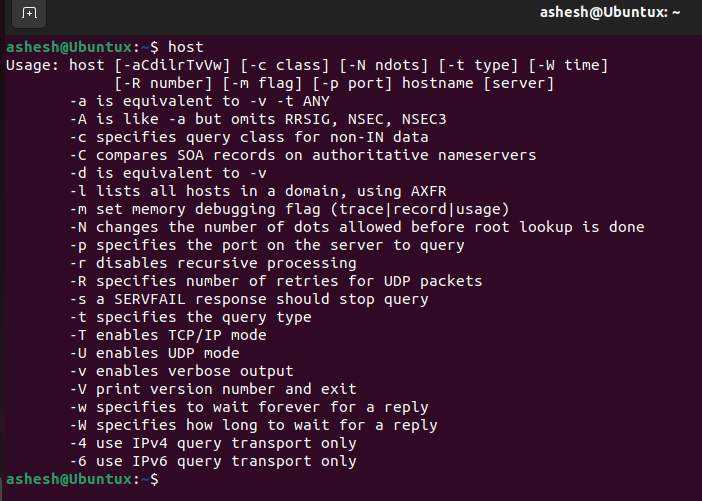 ashesh@Ubuntux: ~
ashesh@Ubuntux:~$ host
Usage: host [-aCdilrTvVw] [-c class] [-N ndots] [-t type] [-W time]
            [-R number] [-m flag] [-p port] hostname [server]
       -a is equivalent to -v -t ANY
       -A is like -a but omits RRSIG, NSEC, NSEC3
       -c specifies query class for non-IN data
       -C compares SOA records on authoritative nameservers
       -d is equivalent to -v
       -l lists all hosts in a domain, using AXFR
       -m set memory debugging flag (trace|record|usage)
       -N changes the number of dots allowed before root lookup is done
       -p specifies the port on the server to query
       -r disables recursive processing
       -R specifies number of retries for UDP packets
       -s a SERVFAIL response should stop query
       -t specifies the query type
       -T enables TCP/IP mode
       -U enables UDP mode
       -v enables verbose output
       -V print version number and exit
       -w specifies to wait forever for a reply
       -W specifies how long to wait for a reply
       -4 use IPv4 query transport only
       -6 use IPv6 query transport only
ashesh@Ubuntux:~$